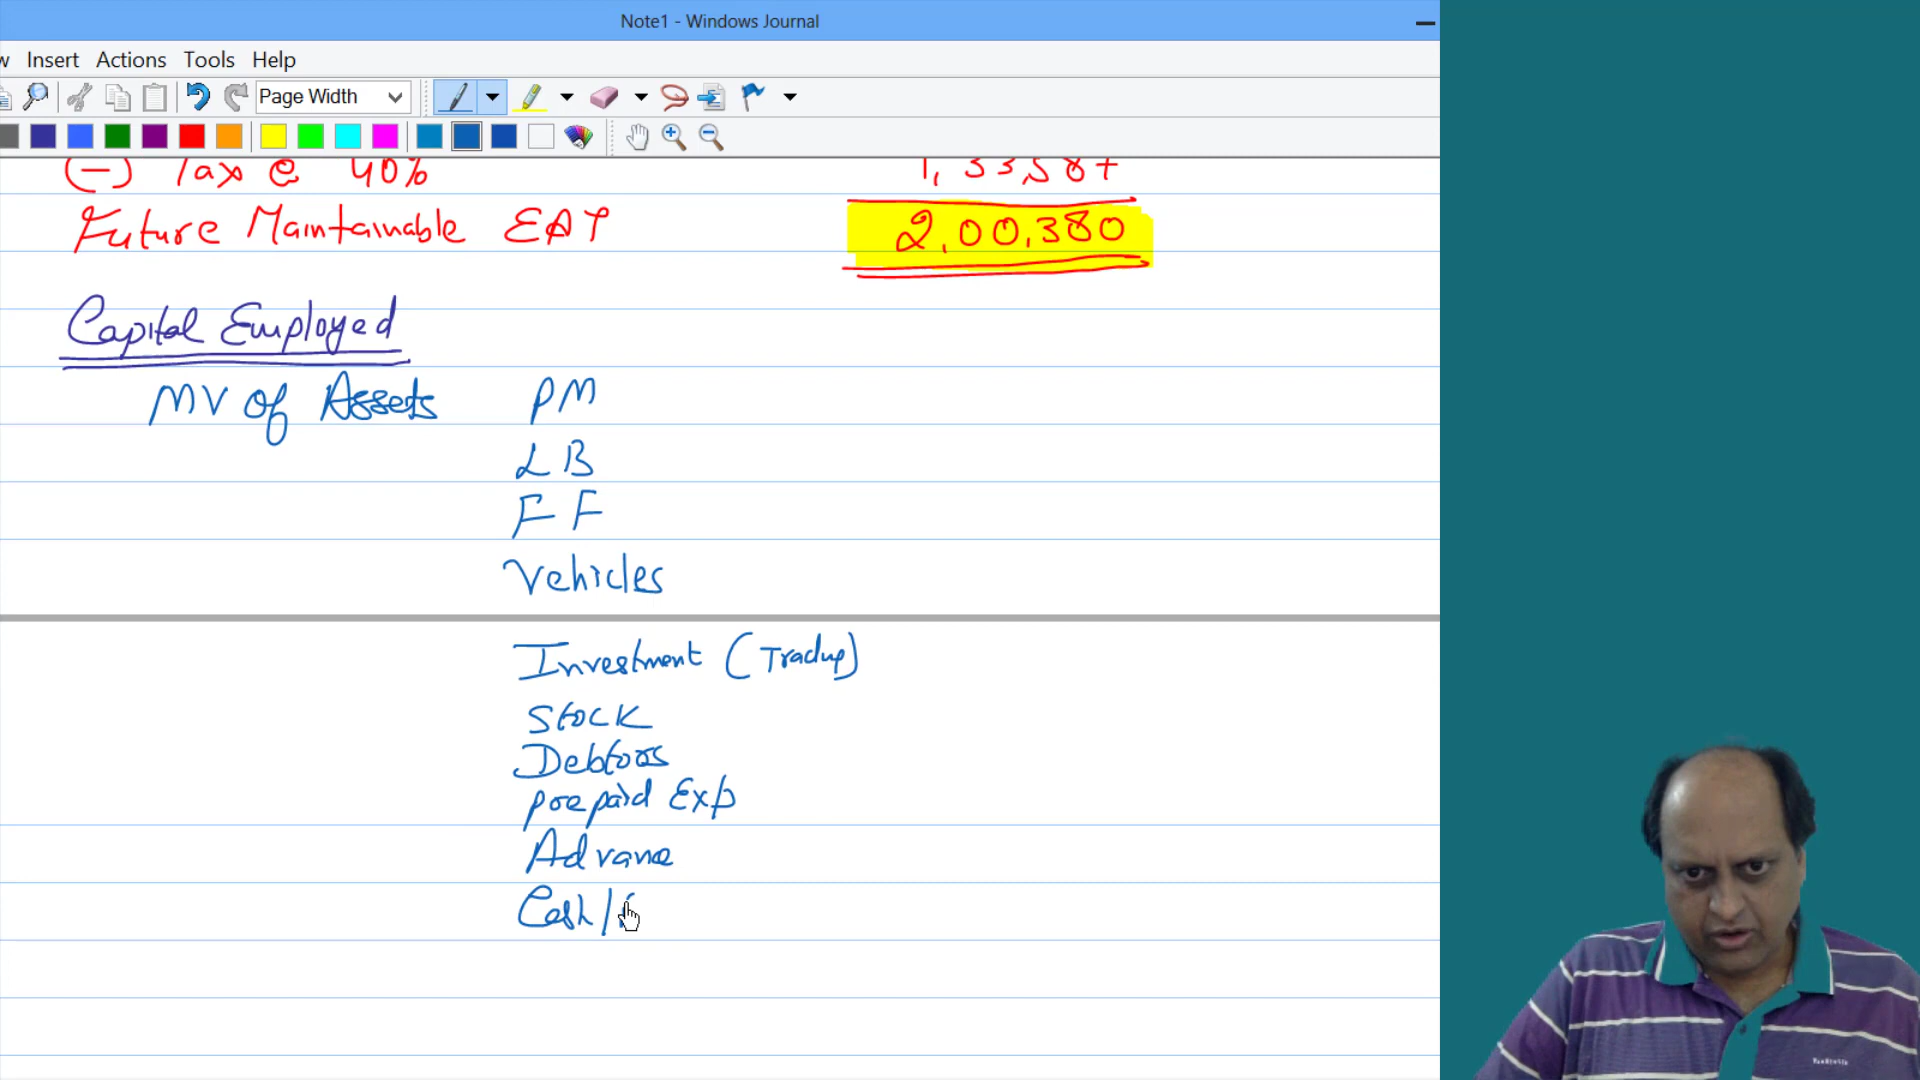 Note1 - Windows Journal
Insert Actions Tools Help
Page Width
(-) Tax @ 40%
Future Maintainable EAT 2,00,380
Capital Employed
MV of Assets PM
LB
FF
Vehicles
Investment (Trading)
Stock
Debtors
prepaid Exp
Advance
Cash/